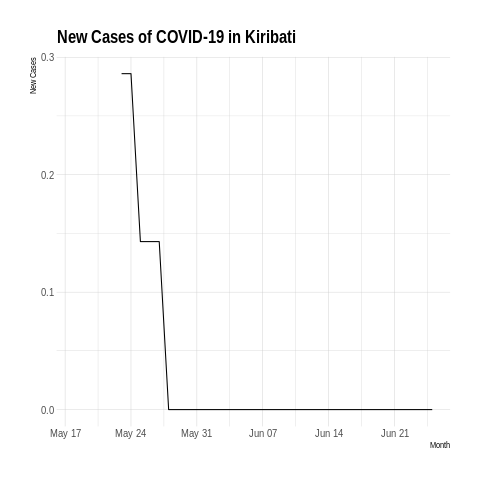 New Cases of COVID-19 in Kiribati
New Cases
0.3
0.2
0.1
0.0
May 17 May 24 May 31 Jun 07 Jun 14 Jun 21
Month